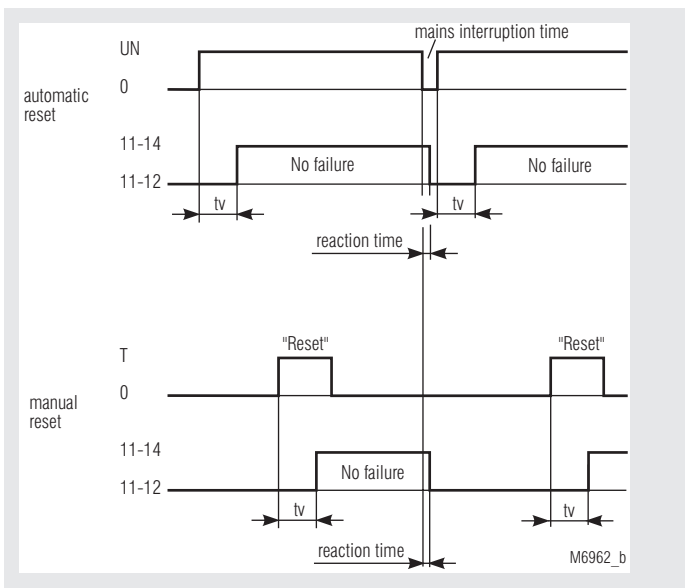 mains interruption time
UN
0
automatic
reset
11-14
No failure
No failure
11-12
tv
tv
reaction time
"Reset"
"Reset"
T
0
manual
reset
11-14
No failure
11-12
tv
tv
reaction time
M6962_b